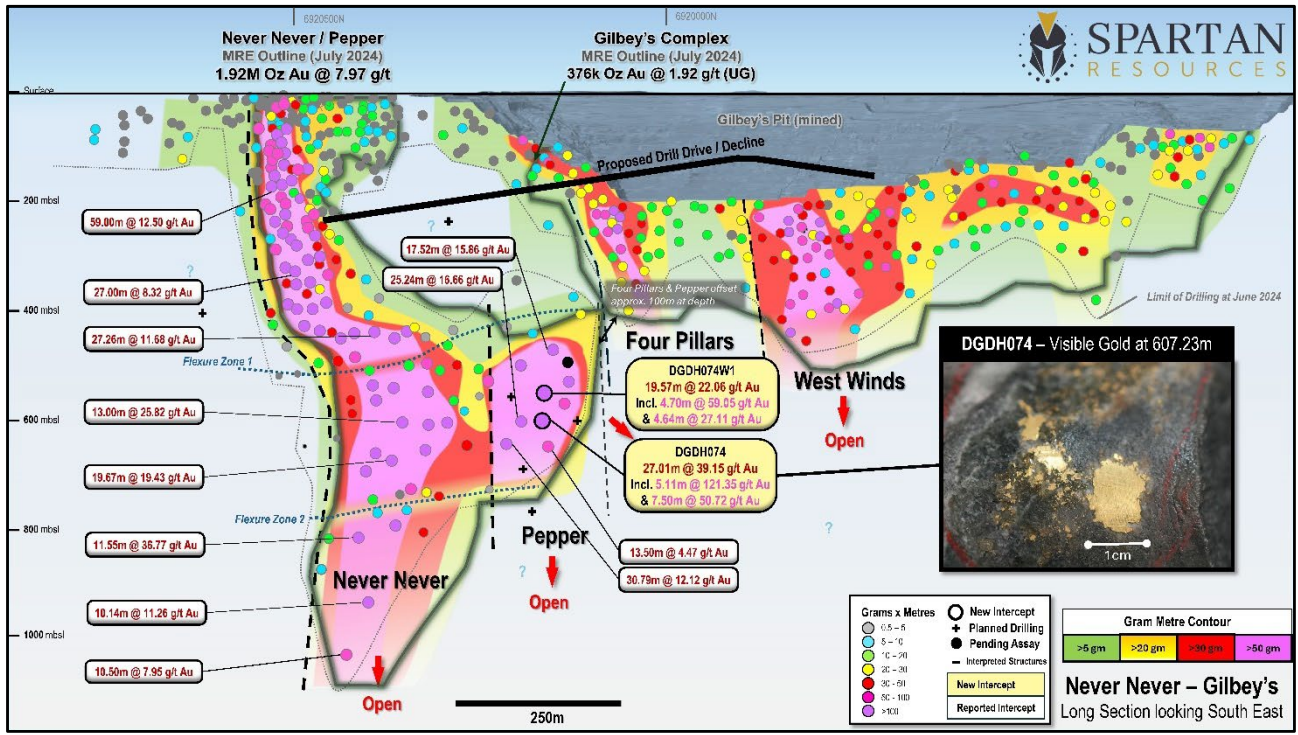 6920500N
6920000N
Never Never / Pepper
MRE Outline (July 2024)
1.92M Oz Au @ 7.97 g/t
Gilbey's Complex
MRE Outline (July 2024)
376k Oz Au @ 1.92 g/t (UG)
SPARTAN
RESOURCES
Surface
Gilbey's Pit (mined)
Proposed Drill Drive / Decline
200 mbsl
59.00m @ 12.50 g/t Au
?
17.52m @ 15.86 g/t Au
25.24m @ 16.66 g/t Au
?
27.00m @ 8.32 g/t Au
Four Pillars & Pepper offset
approx. 100m at depth
Limit of Drilling at June 2024
400 mbsl
27.26m @ 11.68 g/t Au
Flexure Zone 1
Four Pillars
West Winds
Open
DGDH074W1
19.57m @ 22.06 g/t Au
Incl. 4.70m @ 59.05 g/t Au
& 4.64m @ 27.11 g/t Au
DGDH074 – Visible Gold at 607.23m
1cm
13.00m @ 25.82 g/t Au
600 mbsl
DGDH074
27.01m @ 39.15 g/t Au
Incl. 5.11m @ 121.35 g/t Au
& 7.50m @ 50.72 g/t Au
19.67m @ 19.43 g/t Au
Flexure Zone 2
800 mbsl
?
11.55m @ 36.77 g/t Au
Pepper
Open
?
13.50m @ 4.47 g/t Au
30.79m @ 12.12 g/t Au
Never Never
10.14m @ 11.26 g/t Au
1000 mbsl
10.50m @ 7.95 g/t Au
Open
250m
Grams x Metres
0.5 – 5
5 – 10
10 – 20
20 – 30
30 - 50
50 - 100
>100
New Intercept
Planned Drilling
Pending Assay
Interpreted Structures
New Intercept
Reported Intercept
Gram Metre Contour
>5 gm
>20 gm
>30 gm
>50 gm
Never Never – Gilbey's
Long Section looking South East